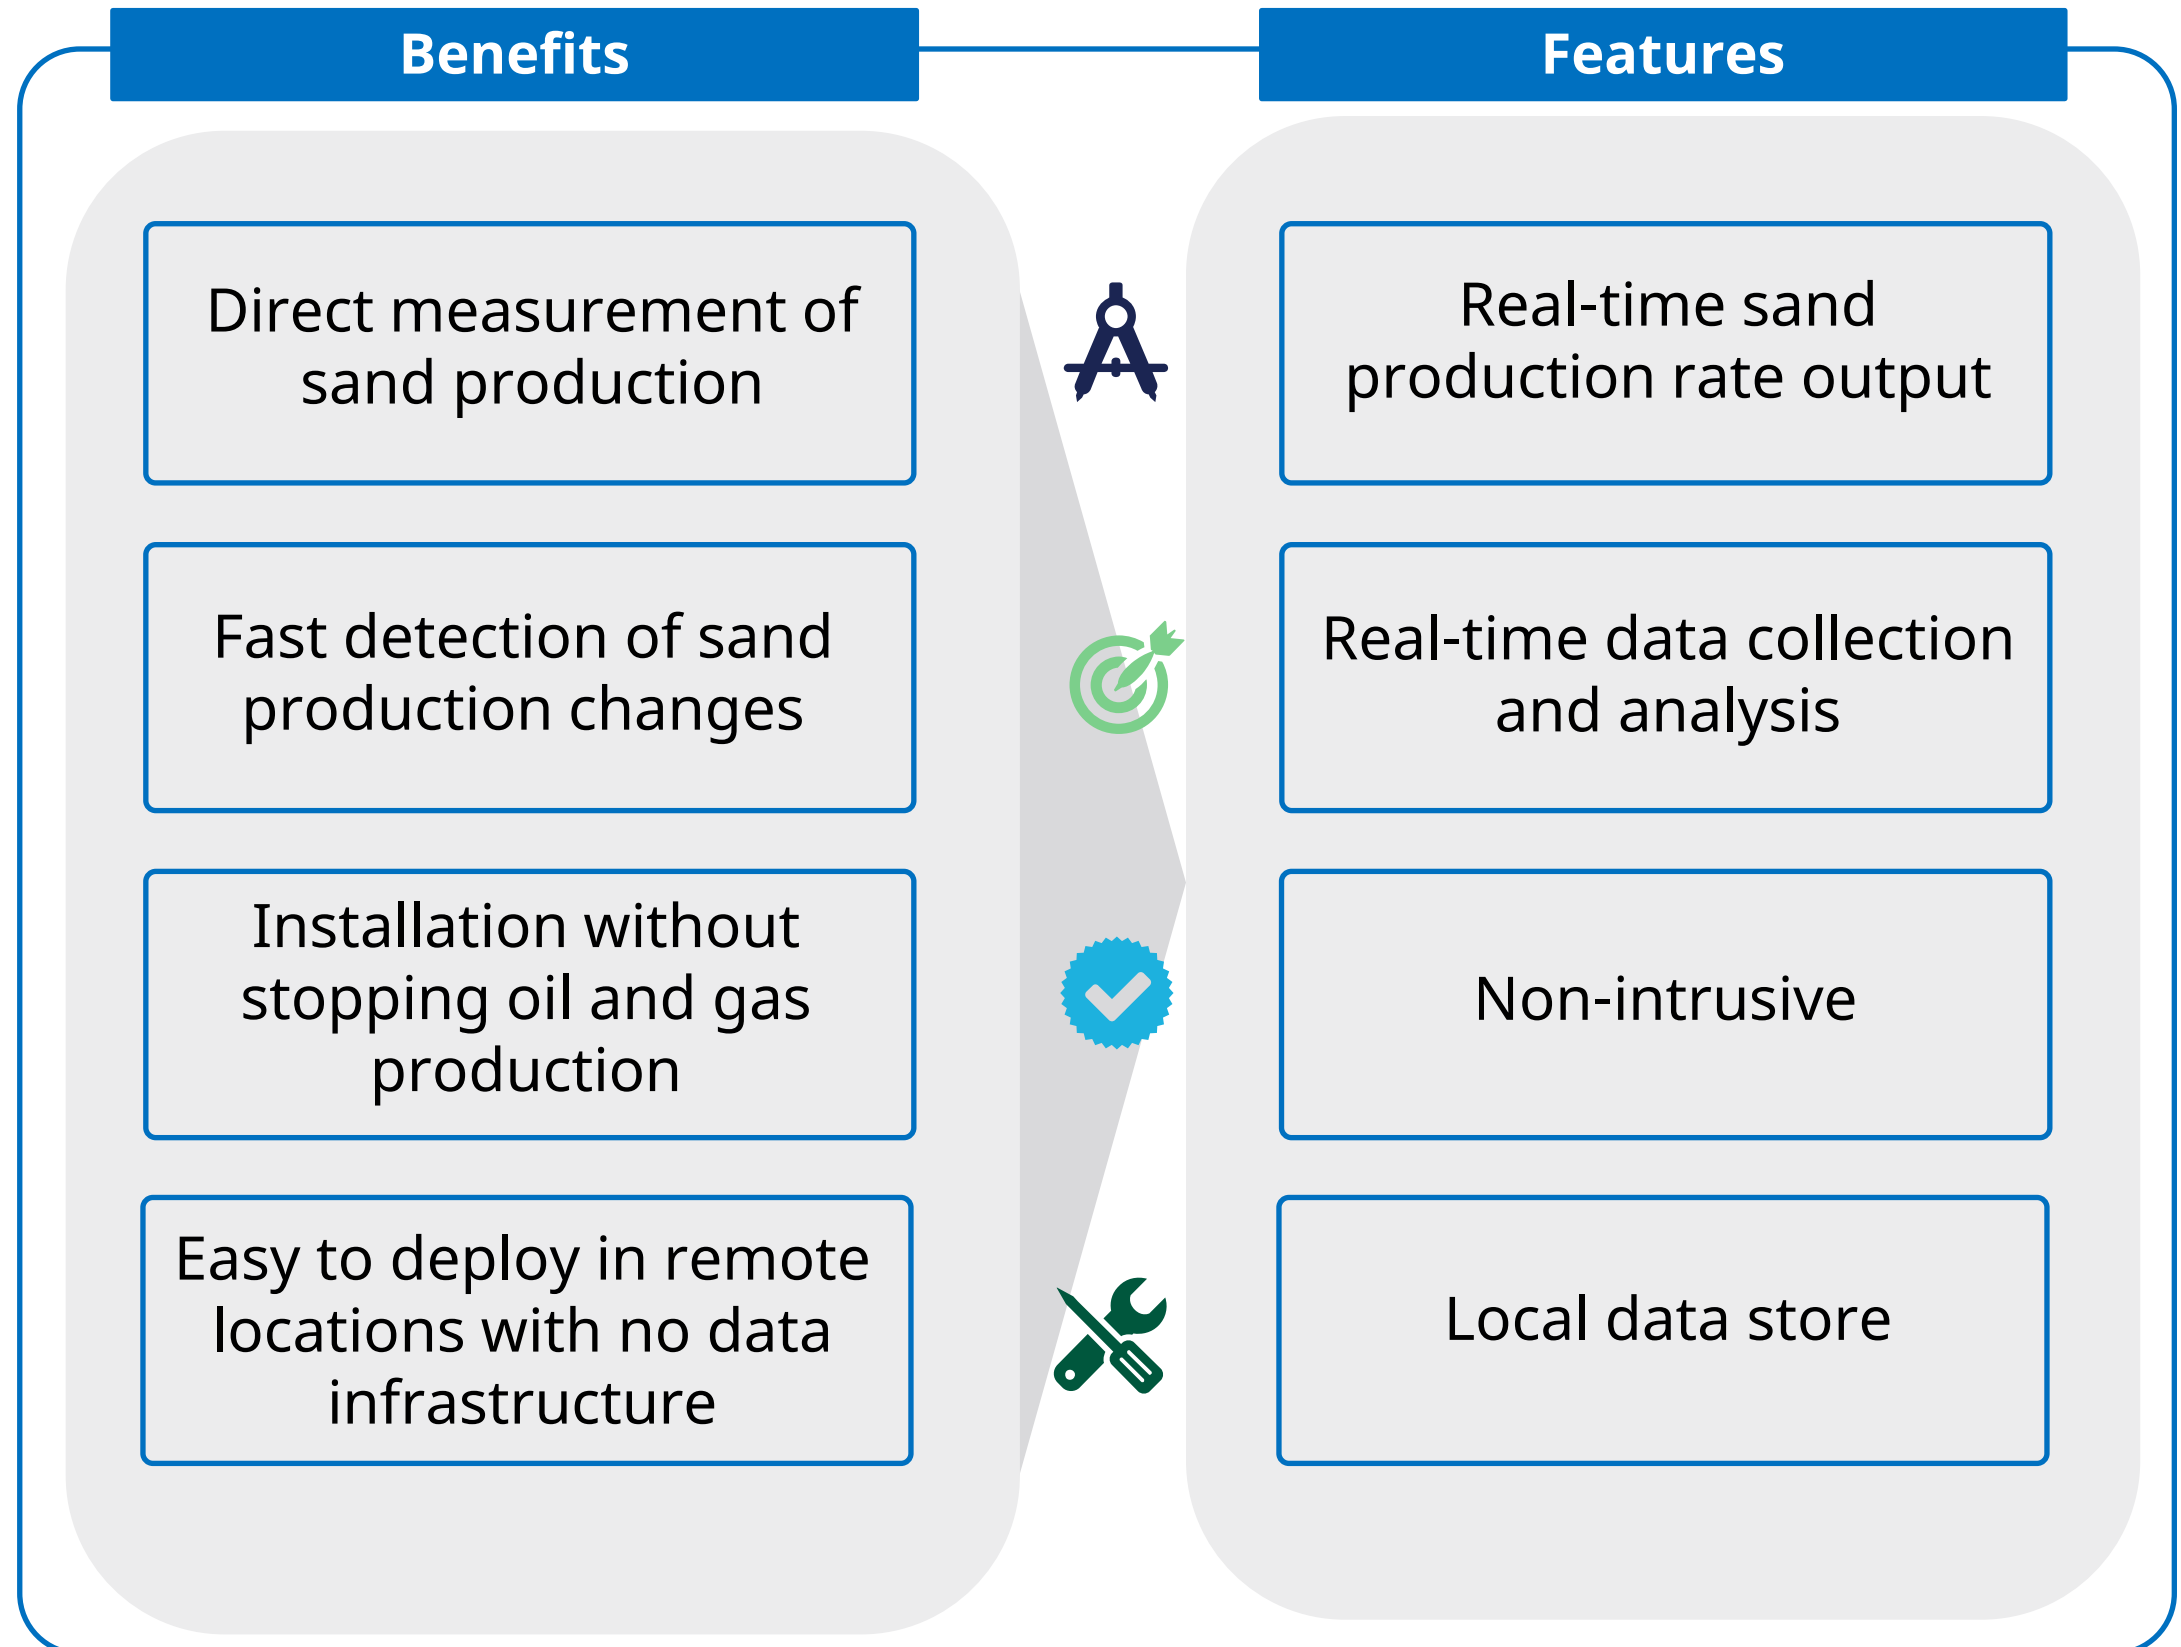 Benefits
Features
Direct measurement of
sand production
Real-time sand
production rate output
Fast detection of sand
production changes
Real-time data collection
and analysis
Installation without
stopping oil and gas
production
Non-intrusive
Easy to deploy in remote
locations with no data
infrastructure
Local data store